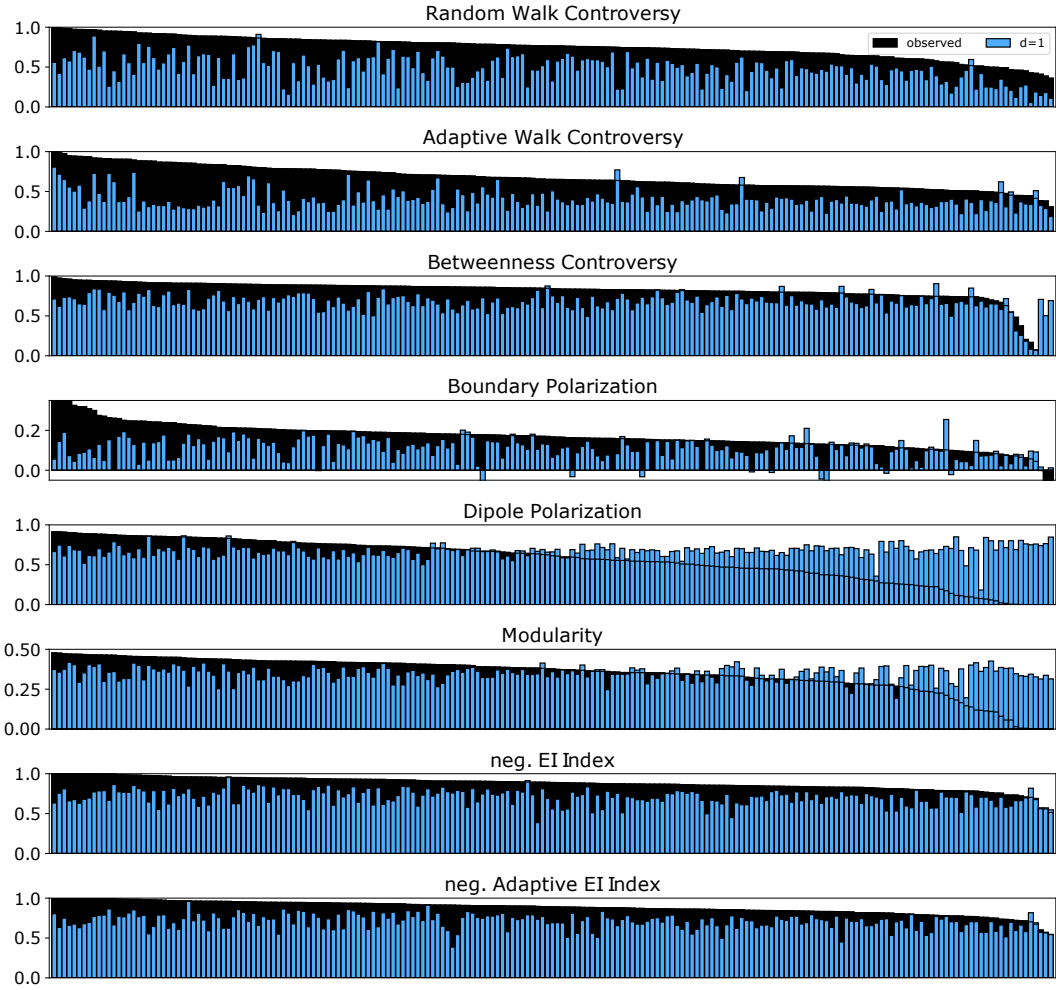 Random Walk Controversy
1.0
0.5
0.0
observed
d=1
Adaptive Walk Controversy
1.0
0.5
0.0
Betweenness Controversy
1.0
0.5
0.0
Boundary Polarization
0.2
0.0
Dipole Polarization
1.0
0.5
0.0
Modularity
0.50
0.25
0.00
neg. EI Index
1.0
0.5
0.0
neg. Adaptive EI Index
1.0
0.5
0.0